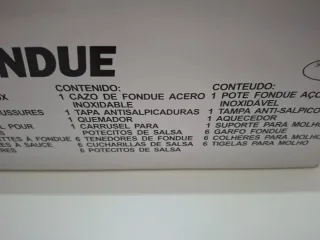 NDUE
CONTENIDO:
1 CAZO DE FONDUE ACERO
INOXIDABLE
1 TAPA ANTISALPICADURAS
1 QUEMADOR
1 CARRUSEL PARA
POTECITOS DE SALSA
6 TENEDORES DE FONDUE
6 CUCHARILLAS DE SALSA
6 POTECITOS DE SALSA
CONTEUDO:
1 POTE FONDUE AÇO
INOXIDÁVEL
1 TAMPA ANTI-SALPICO
1 AQUECEDOR
1 SUPORTE PARA MOLHO
6 GARFO FONDUE
6 COLHERES PARA MOLHO
6 TIGELAS PARA MOLHO